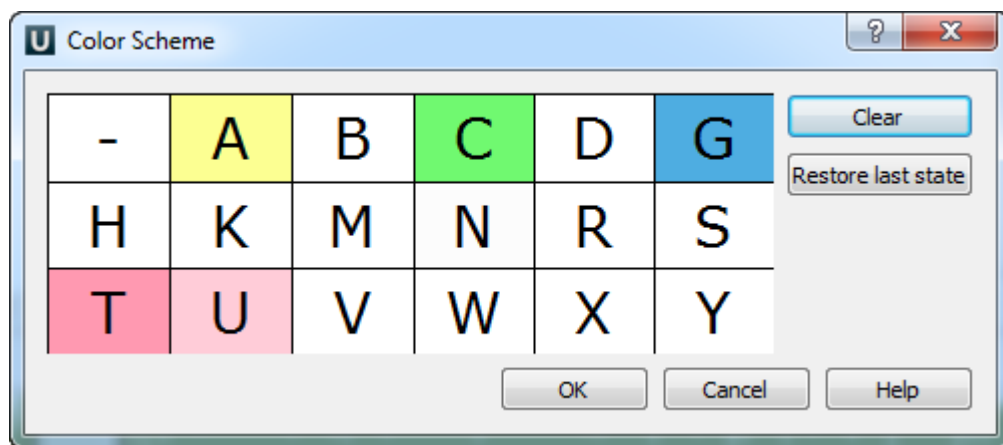 U Color Scheme ? X
- A B C D G
Clear
Restore last state
H K M N R S
T U V W X Y
OK Cancel Help